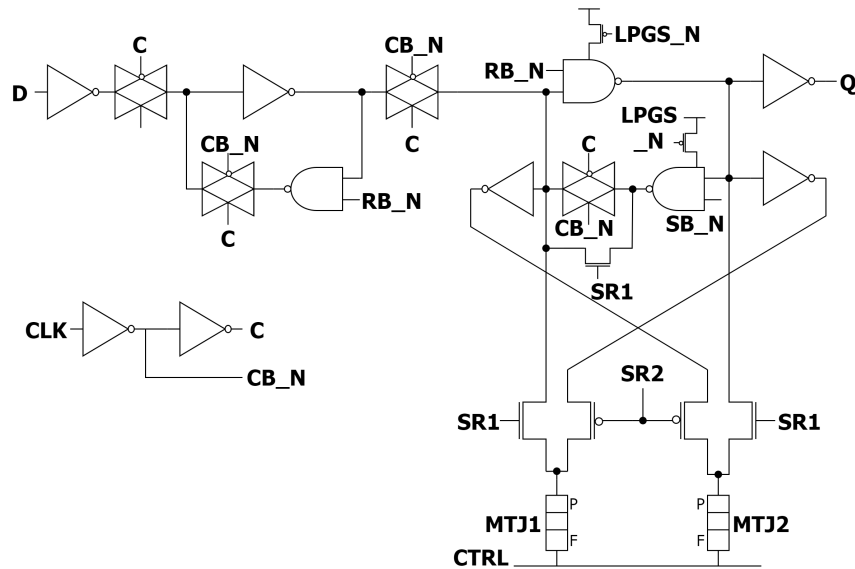 LPGS_N
C
CB_N
RB_N
D
Q
LPGS
_N
CB_N
C
C
RB_N
C
CB_N
SB_N
SR1
CLK
C
CB_N
SR2
SR1
SR1
P
P
MTJ1
MTJ2
F
F
CTRL